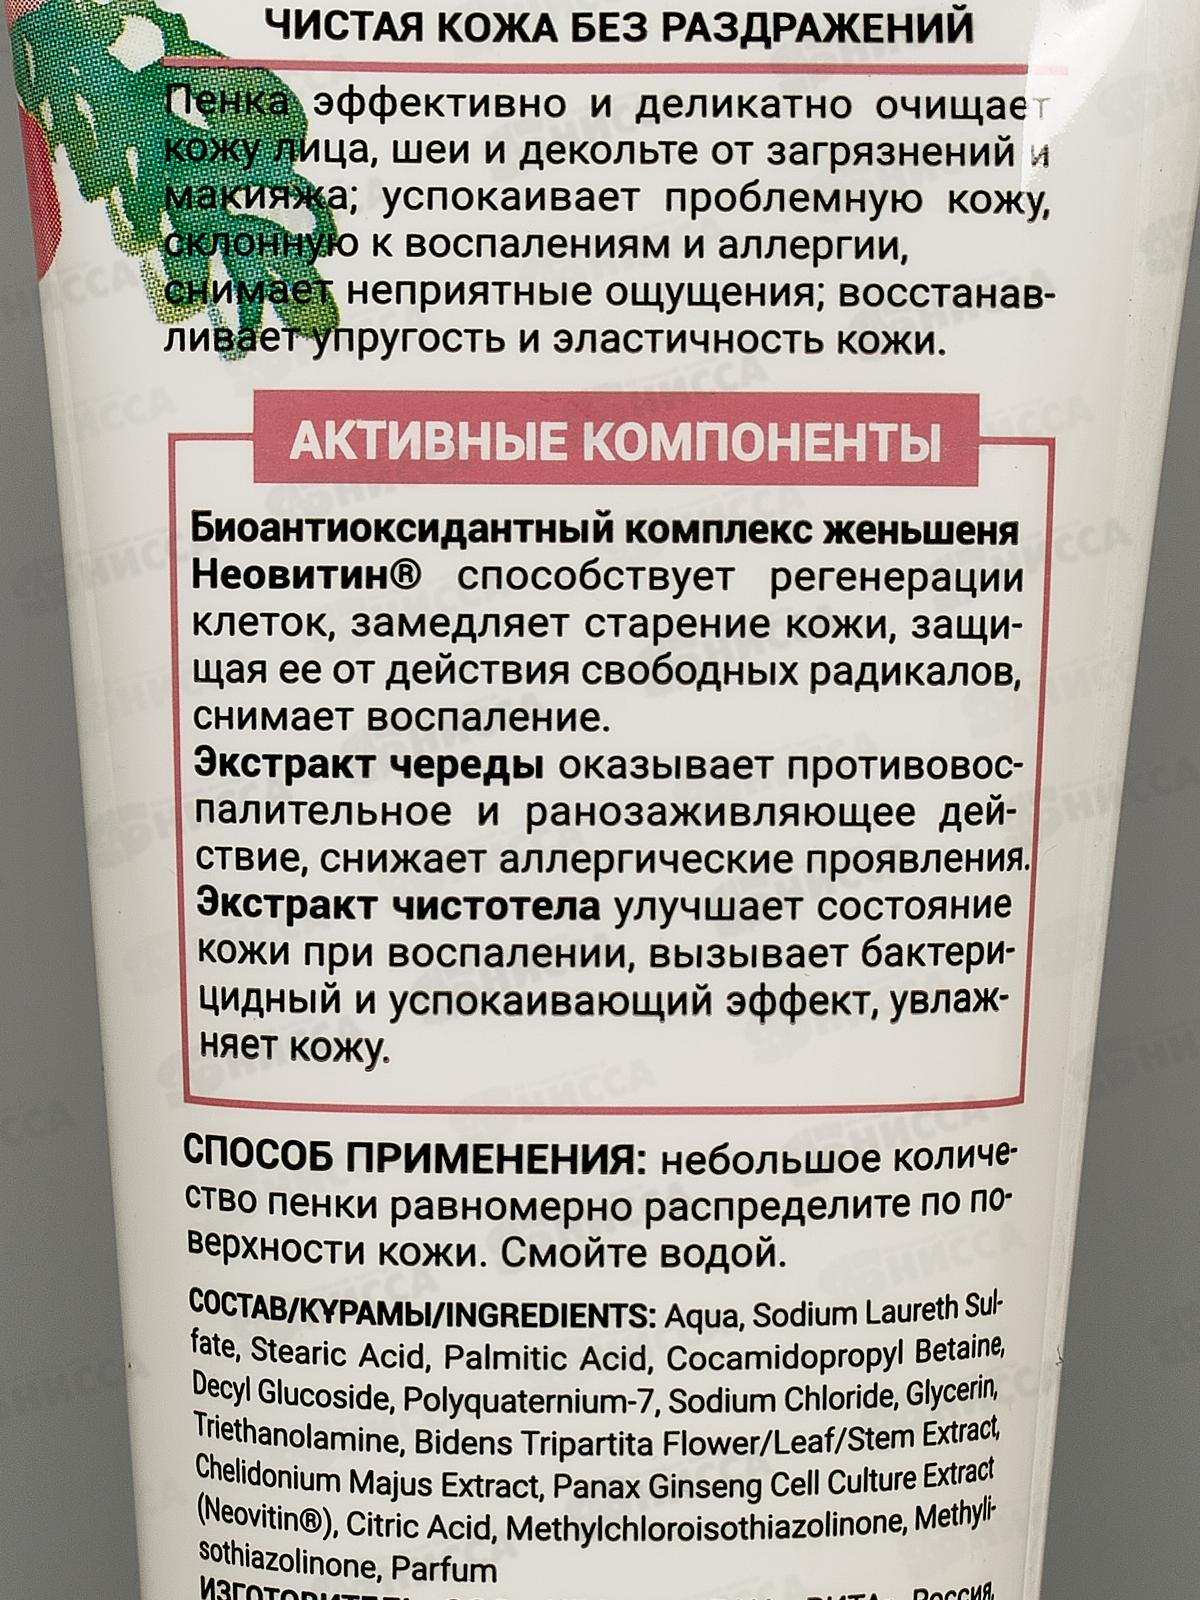 ЧИСТАЯ КОЖА БЕЗ РАЗДРАЖЕНИЙ
Пенка эффективно и деликатно очищает
кожу лица, шеи и декольте от загрязнений и
макияжа; успокаивает проблемную кожу,
склонную к воспалениям и аллергии,
снимает неприятные ощущения; восстанав-
ливает упругость и эластичность кожи.
АКТИВНЫЕ КОМПОНЕНТЫ
Биоантиоксидантный комплекс женьшеня
Неовитин® способствует регенерации
клеток, замедляет старение кожи, защи-
щая ее от действия свободных радикалов,
снимает воспаление.
Экстракт череды оказывает противовос-
палительное и ранозаживляющее дей-
ствие, снижает аллергические проявления.
Экстракт чистотела улучшает состояние
кожи при воспалении, вызывает бактери-
цидный и успокаивающий эффект, увлаж-
няет кожу.
СПОСОБ ПРИМЕНЕНИЯ: небольшое количе-
ство пенки равномерно распределите по по-
верхности кожи. Смойте водой.
СОСТАВ/ҚҰРАМЫ/INGREDIENTS: Aqua, Sodium Laureth Sul-
fate, Stearic Acid, Palmitic Acid, Cocamidopropyl Betaine,
Decyl Glucoside, Polyquaternium-7, Sodium Chloride, Glycerin,
Triethanolamine, Bidens Tripartita Flower/Leaf/Stem Extract,
Chelidonium Majus Extract, Panax Ginseng Cell Culture Extract
(Neovitin®), Citric Acid, Methylchloroisothiazolinone, Methyli-
sothiazolinone, Parfum
ИЗГОТОВИТЕЛЬ ВИТА, Россия,